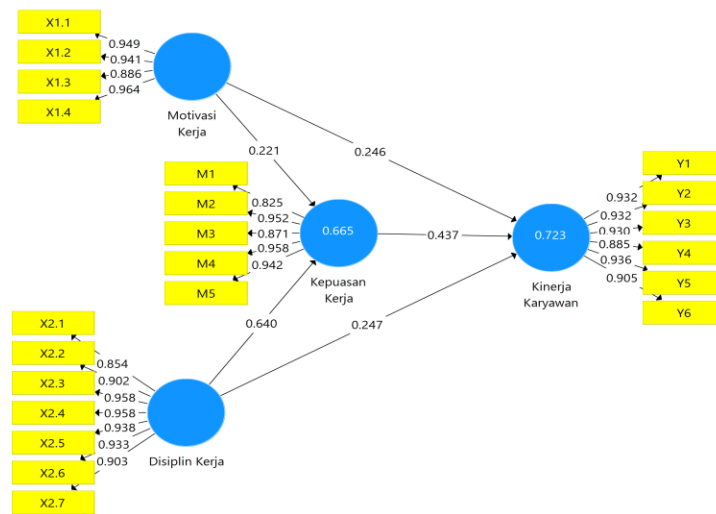 X1.1
X1.2
X1.3
X1.4
0.949
0.941
0.886
0.964
Motivasi
Kerja
0.221
0.246
M1
M2
M3
M4
M5
0.825
0.952
0.871
0.958
0.942
0.665
Kepuasan
Kerja
0.437
0.723
Kinerja
Karyawan
0.932
0.932
0.930
0.885
0.936
0.905
Y1
Y2
Y3
Y4
Y5
Y6
0.640
0.247
X2.1
X2.2
X2.3
X2.4
X2.5
X2.6
X2.7
0.854
0.902
0.958
0.958
0.938
0.933
0.903
Disiplin Kerja